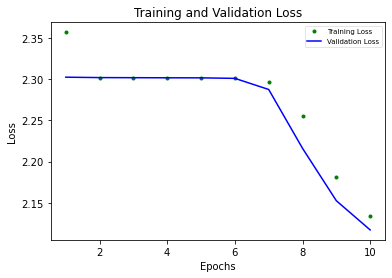 Training and Validation Loss
Training Loss
Validation Loss
2.35
2.30
2.25
2.20
2.15
Loss
2 4 6 8 10
Epochs